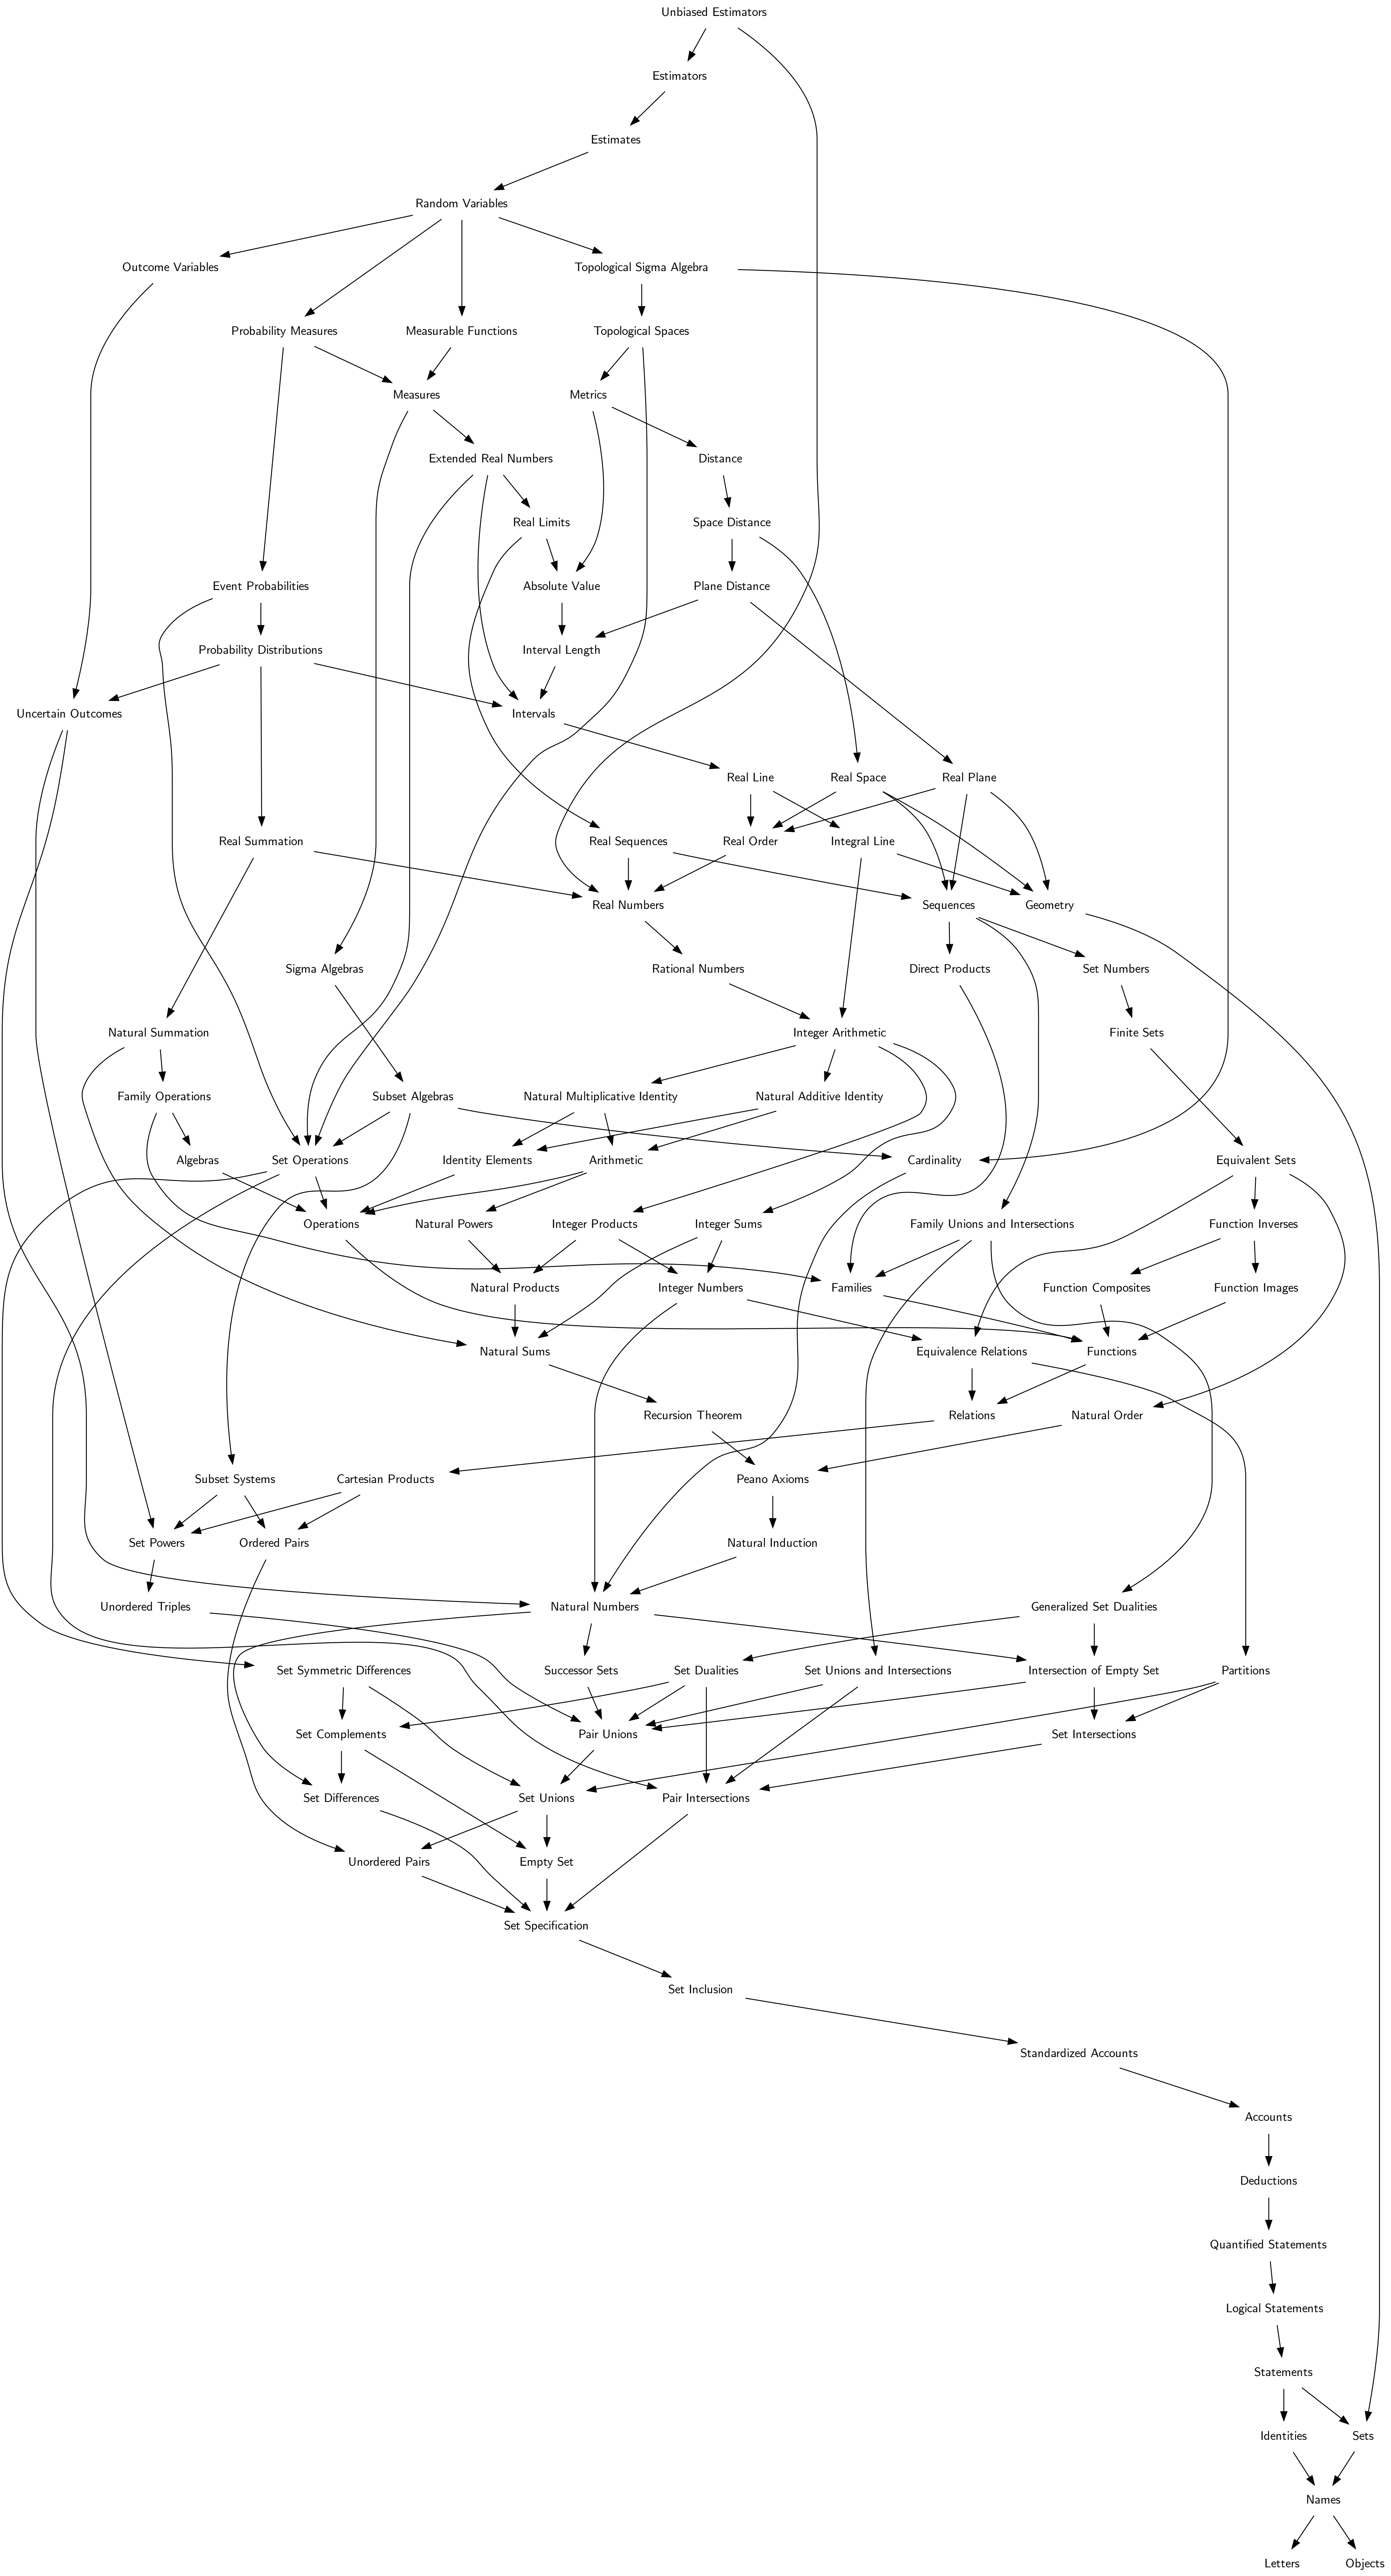 Unbiased Estimators
Estimators
Estimates
Random Variables
Outcome Variables
Topological Sigma Algebra
Probability Measures
Measurable Functions
Topological Spaces
Measures
Metrics
Extended Real Numbers
Distance
Real Limits
Space Distance
Event Probabilities
Absolute Value
Plane Distance
Probability Distributions
Interval Length
Uncertain Outcomes
Intervals
Real Line
Real Space
Real Plane
Real Summation
Real Sequences
Real Order
Integral Line
Real Numbers
Sequences
Geometry
Sigma Algebras
Rational Numbers
Direct Products
Set Numbers
Natural Summation
Integer Arithmetic
Finite Sets
Family Operations
Subset Algebras
Natural Multiplicative Identity
Natural Additive Identity
Algebras
Set Operations
Identity Elements
Arithmetic
Cardinality
Equivalent Sets
Operations
Natural Powers
Integer Products
Integer Sums
Family Unions and Intersections
Function Inverses
Natural Products
Integer Numbers
Families
Function Composites
Function Images
Natural Sums
Equivalence Relations
Functions
Recursion Theorem
Relations
Natural Order
Subset Systems
Cartesian Products
Peano Axioms
Set Powers
Ordered Pairs
Natural Induction
Unordered Triples
Natural Numbers
Generalized Set Dualities
Set Symmetric Differences
Successor Sets
Set Dualities
Set Unions and Intersections
Intersection of Empty Set
Partitions
Set Complements
Pair Unions
Set Intersections
Set Differences
Set Unions
Pair Intersections
Unordered Pairs
Empty Set
Set Specification
Set Inclusion
Standardized Accounts
Accounts
Deductions
Quantified Statements
Logical Statements
Statements
Identities
Sets
Names
Letters
Objects